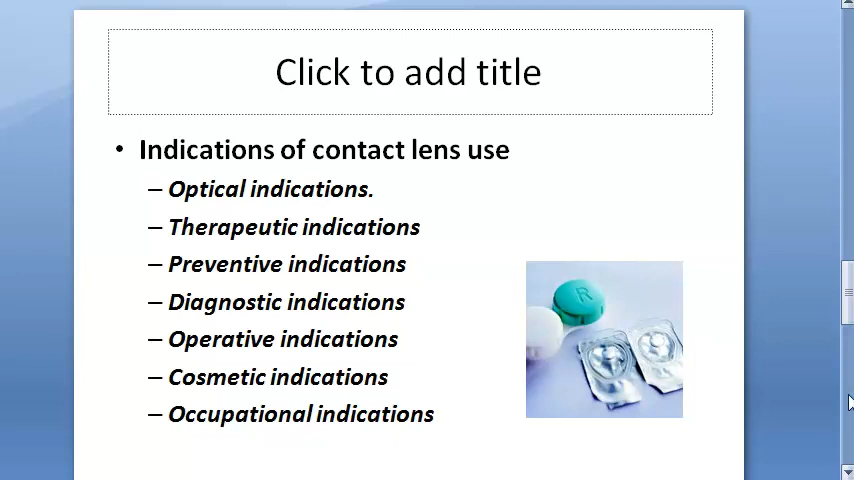 Click to add title
• Indications of contact lens use
– Optical indications.
– Therapeutic indications
– Preventive indications
– Diagnostic indications
– Operative indications
– Cosmetic indications
– Occupational indications
R